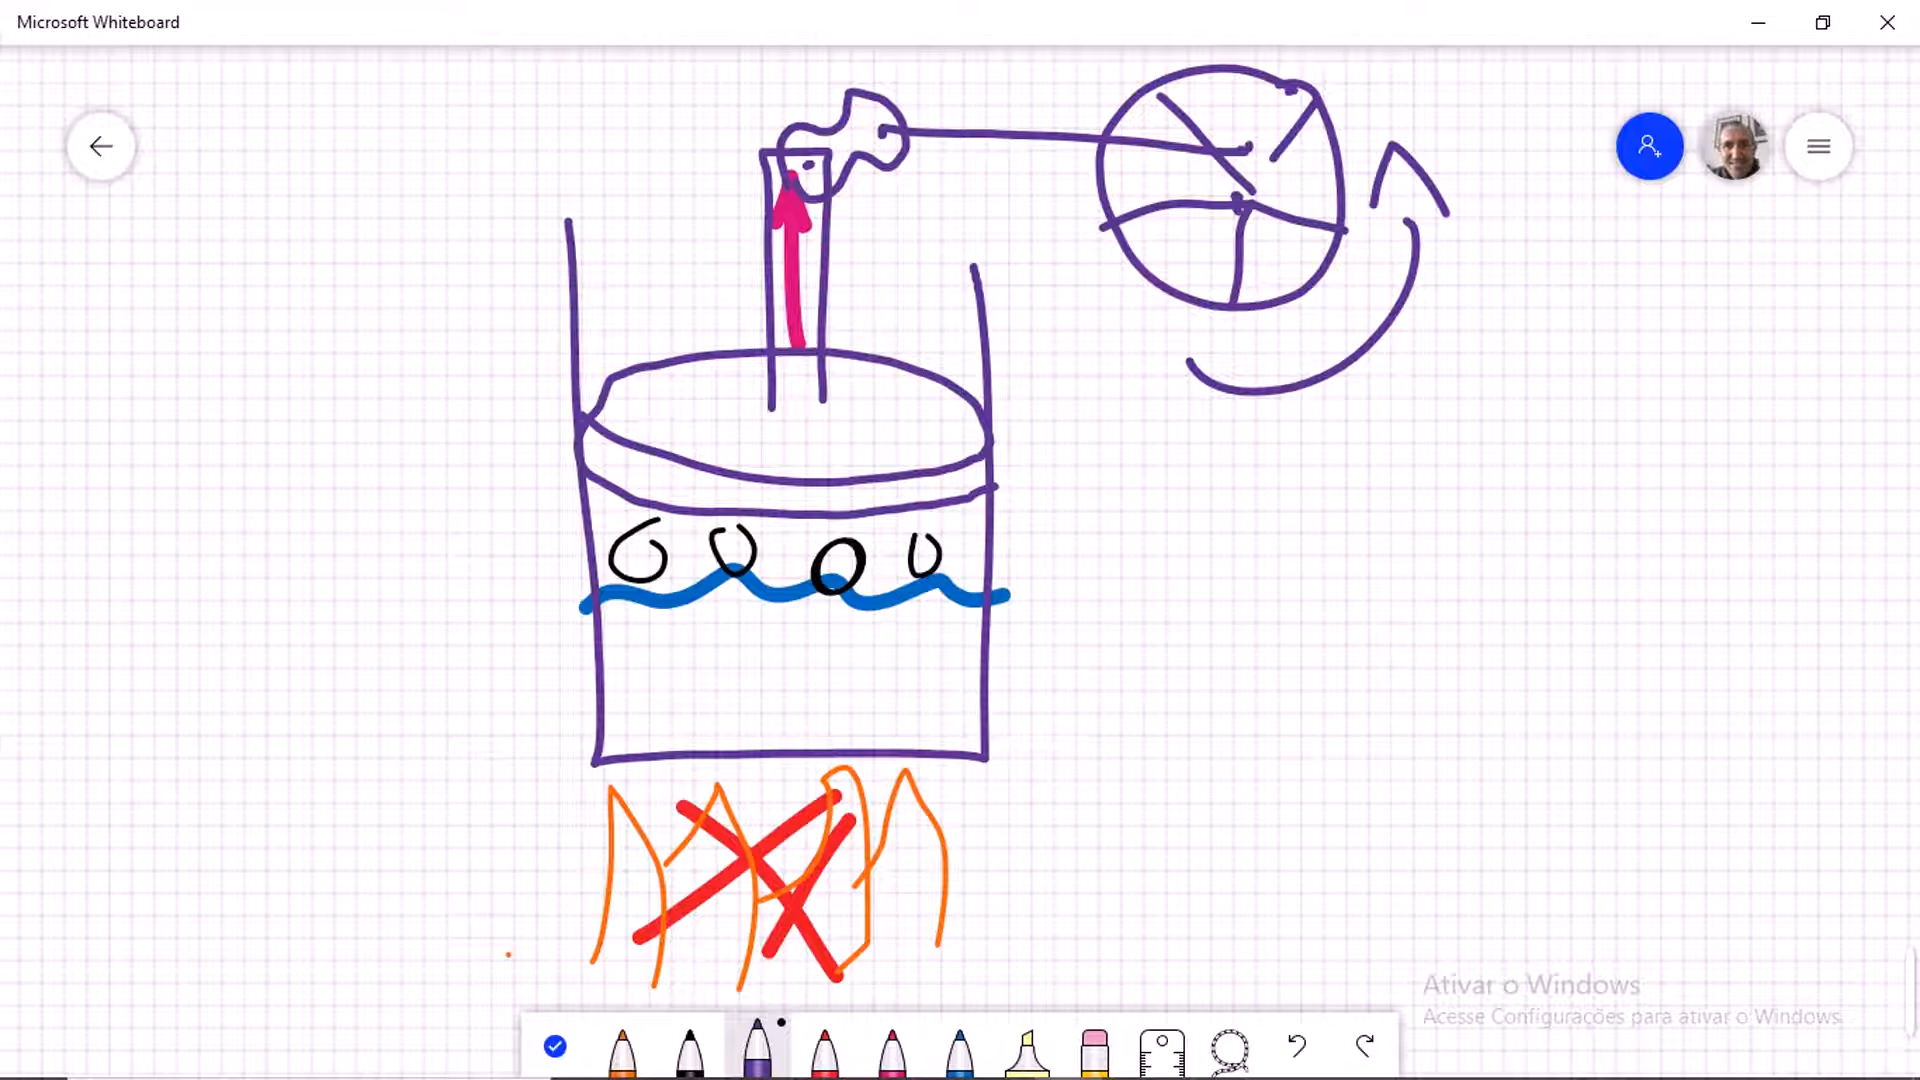 Microsoft Whiteboard
Ativar o Windows
Acesse Configurações para ativar o Windows.